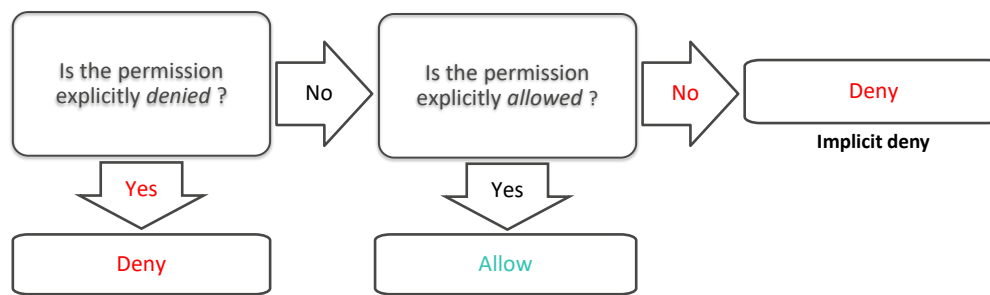 Is the permission
explicitly denied ?
No
Is the permission
explicitly allowed ?
No
Deny
Implicit deny
Yes
Yes
Deny
Allow